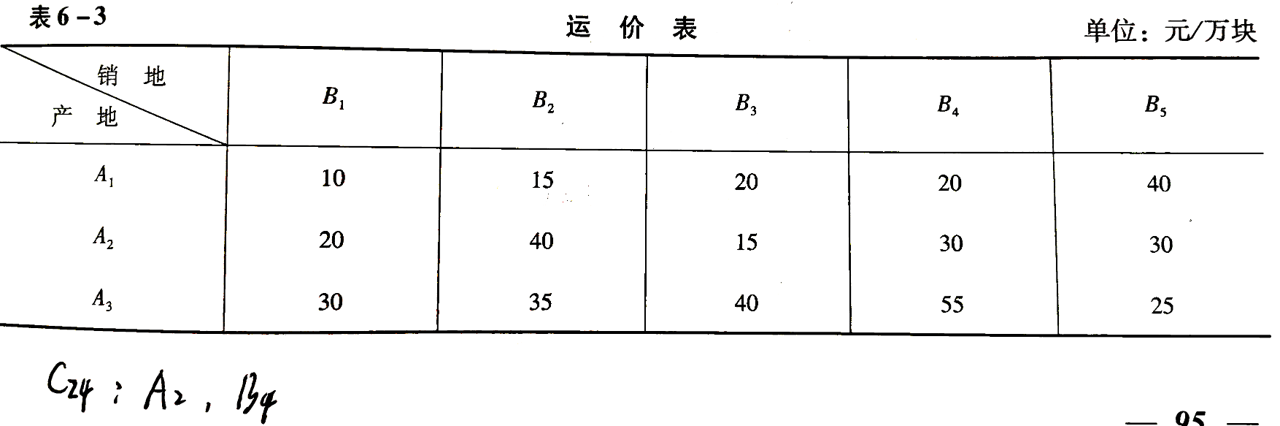 表6-3 运价表 单位：元/万块
销地
产地 B₁ B₂ B₃ B₄ B₅
A₁ 10 15 20 20 40
A₂ 20 40 15 30 30
A₃ 30 35 40 55 25
C₂₄：A₂，B₄
— 95 —